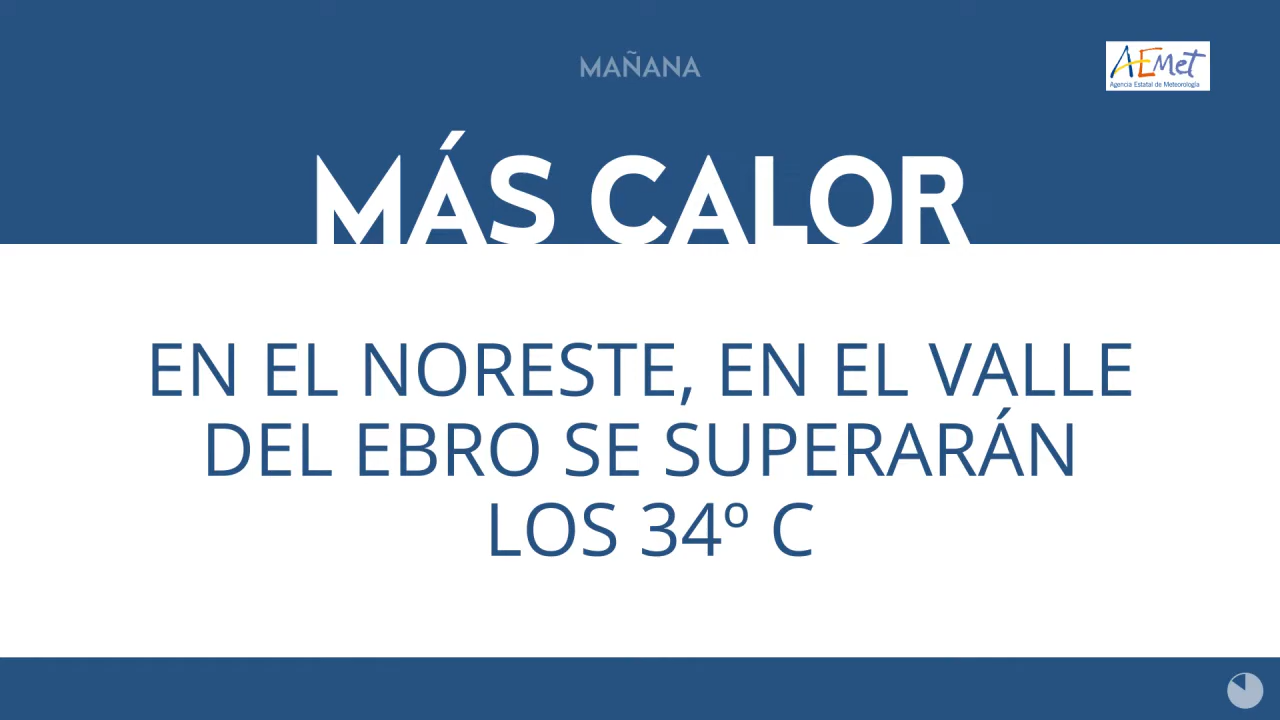 MAÑANA
AEMet
Agencia Estatal de Meteorología
MÁS CALOR
EN EL NORESTE, EN EL VALLE
DEL EBRO SE SUPERARÁN
LOS 34º C